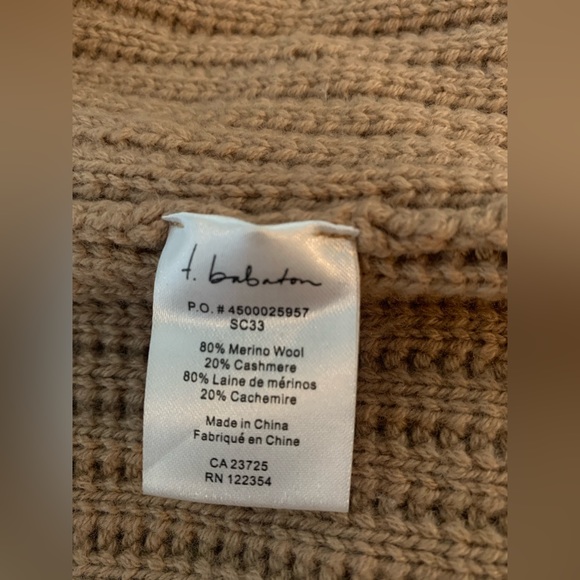 t. babaton
P.O. # 4500025957
SC33
80% Merino Wool
20% Cashmere
80% Laine de mérinos
20% Cachemire
Made in China
Fabriqué en Chine
CA 23725
RN 122354